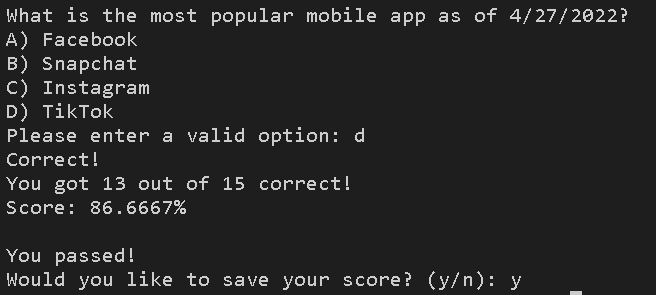 What is the most popular mobile app as of 4/27/2022?
A) Facebook
B) Snapchat
C) Instagram
D) TikTok
Please enter a valid option: d
Correct!
You got 13 out of 15 correct!
Score: 86.6667%
You passed!
Would you like to save your score? (y/n): y